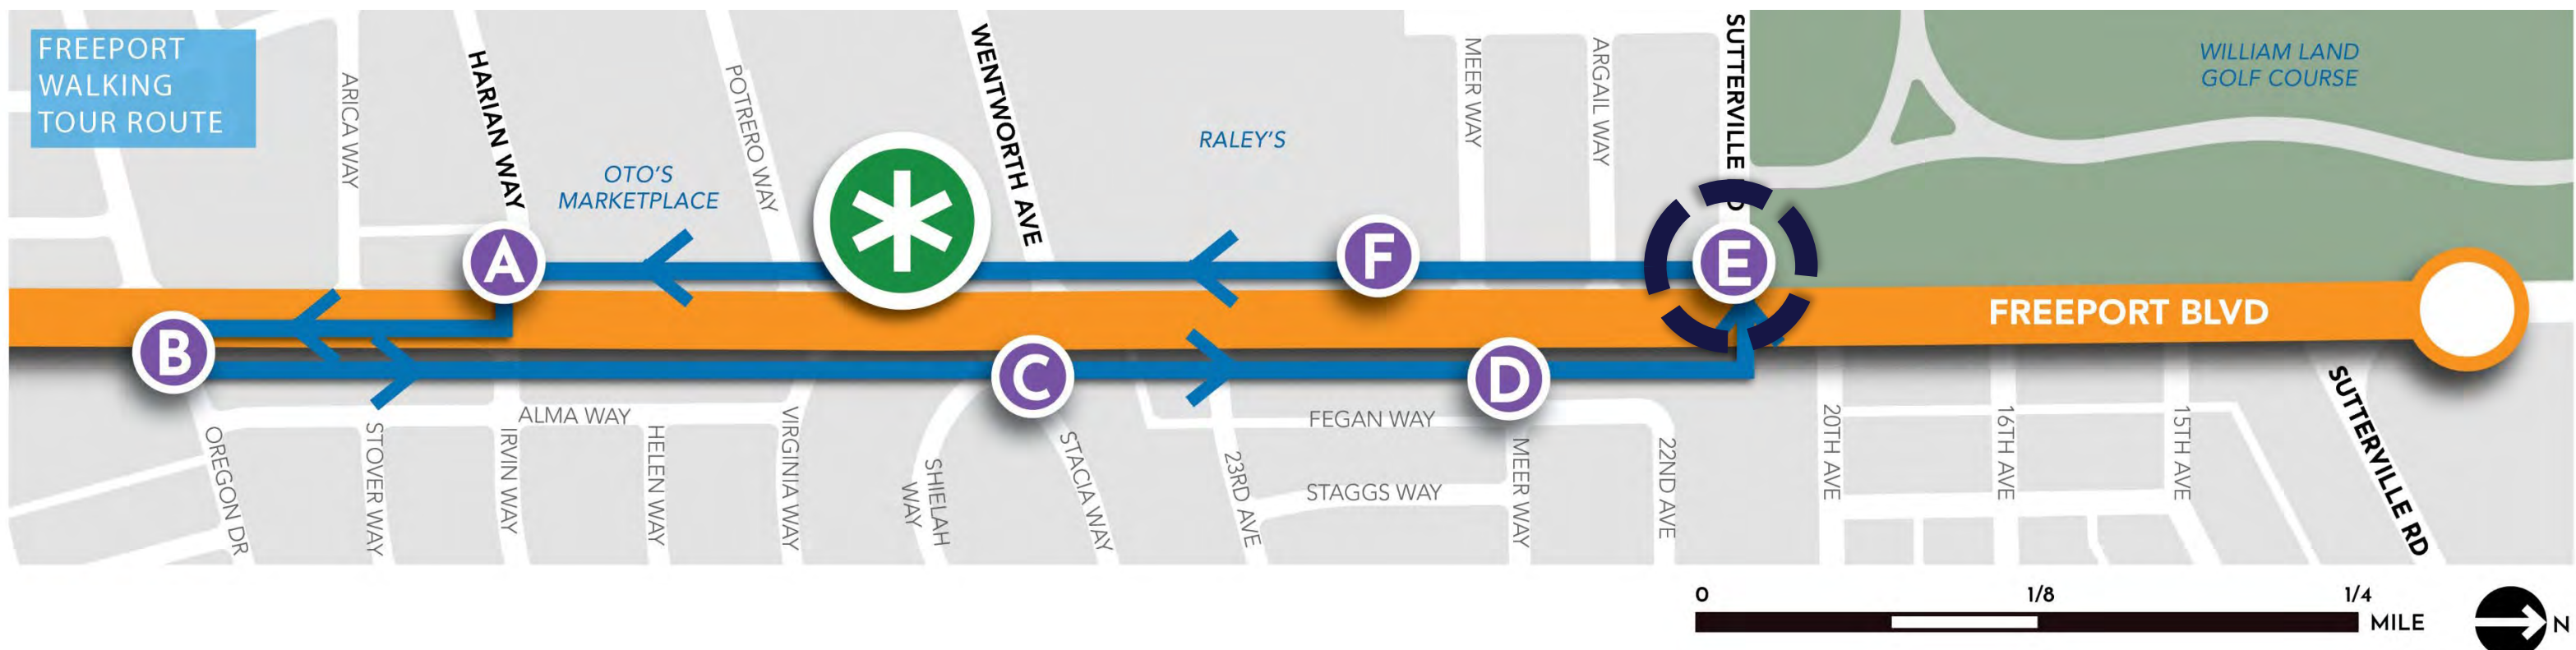 FREEPORT
WALKING
TOUR ROUTE
ARICA WAY
HARIAN WAY
OTO'S
MARKETPLACE
POTRERO WAY
WENTWORTH AVE
RALEY'S
MEER WAY
ARGAIL WAY
SUTTERVILLE D
WILLIAM LAND
GOLF COURSE
A
F
E
B
C
D
FREEPORT BLVD
OREGON DR
STOVER WAY
ALMA WAY
IRVIN WAY
HELEN WAY
VIRGINIA WAY
SHIELAH
WAY
STACIA WAY
23RD AVE
FEGAN WAY
STAGGS WAY
MEER WAY
22ND AVE
20TH AVE
16TH AVE
15TH AVE
SUTTERVILLE RD
0 1/8 1/4
MILE
N